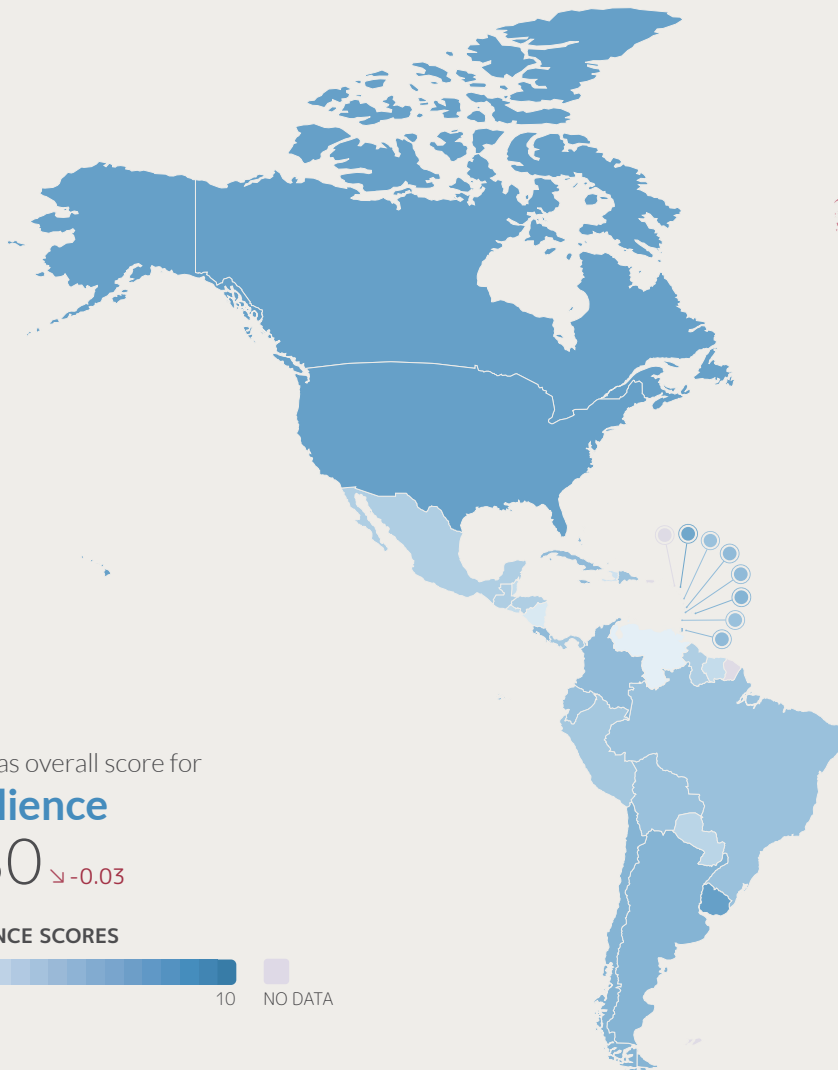 as overall score for
lience
0 ↘ -0.03
NCE SCORES
10
NO DATA